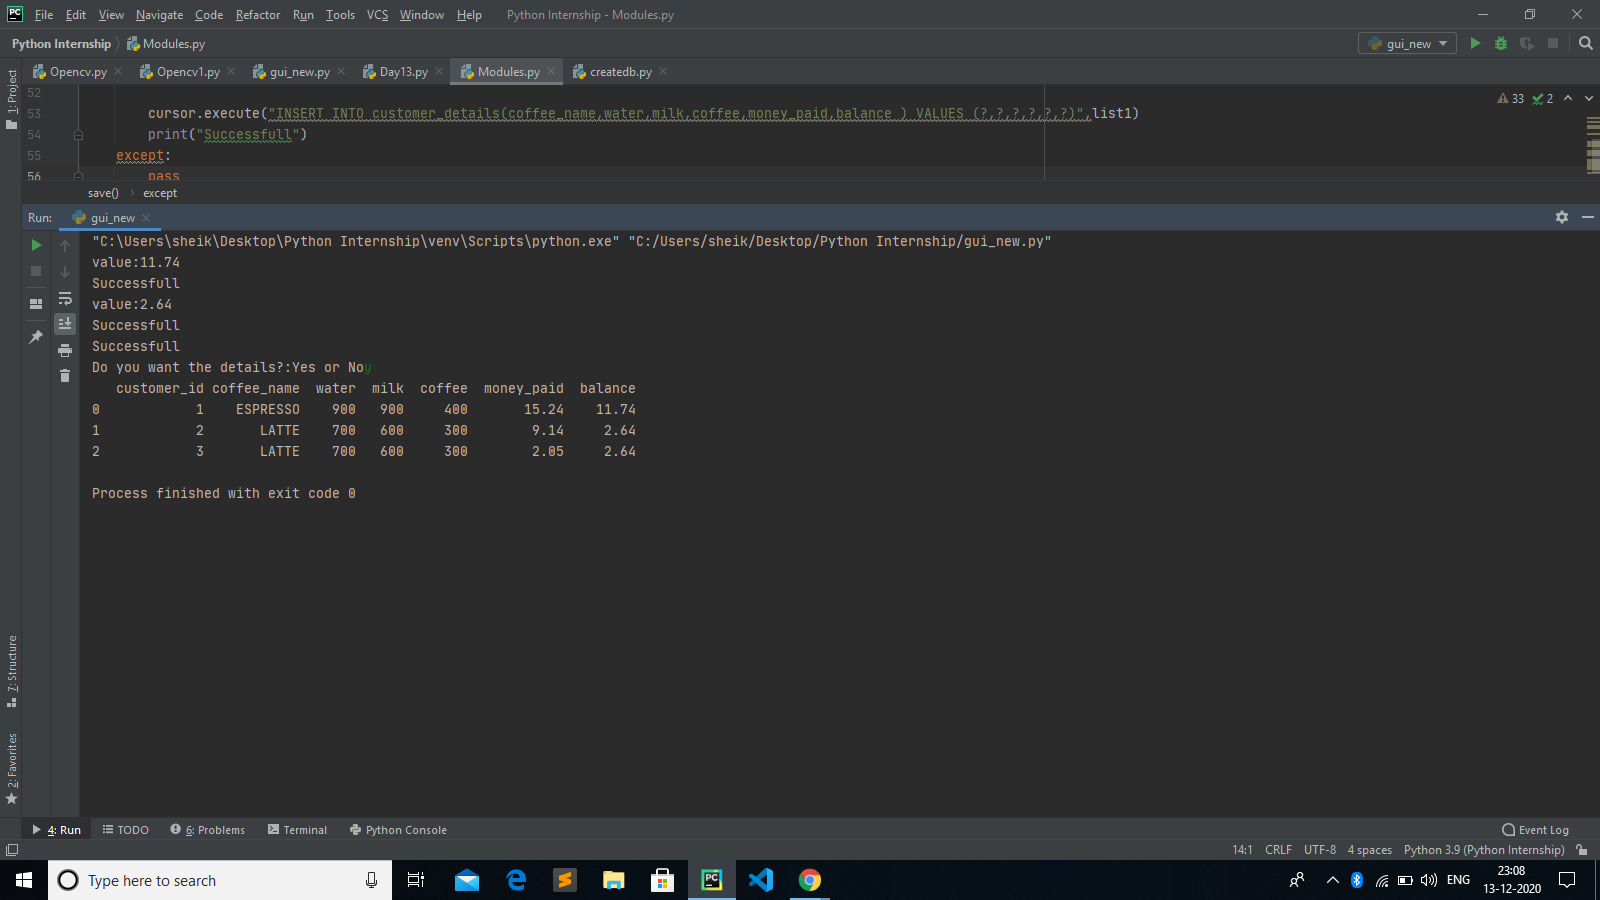 PC File Edit View Navigate Code Refactor Run Tools VCS Window Help Python Internship - Modules.py
Python Internship Modules.py gui_new
Opencv.py Opencv1.py gui_new.py Day13.py Modules.py createdb.py
1: Project
52
53 cursor.execute("INSERT INTO customer_details(coffee_name,water,milk,coffee,money_paid,balance ) VALUES (?,?,?,?,?,?)",list1)
33 2
54 print("Successfull")
55 except:
56 pass
save() except
Run: gui_new
"C:\Users\sheik\Desktop\Python Internship\venv\Scripts\python.exe" "C:/Users/sheik/Desktop/Python Internship/gui_new.py"
value:11.74
Successfull
value:2.64
Successfull
Successfull
Do you want the details?:Yes or Noy
customer_id coffee_name water milk coffee money_paid balance
0 1 ESPRESSO 900 900 400 15.24 11.74
1 2 LATTE 700 600 300 9.14 2.64
2 3 LATTE 700 600 300 2.05 2.64
Process finished with exit code 0
7: Structure
2: Favorites
4: Run TODO 6: Problems Terminal Python Console Event Log
14:1 CRLF UTF-8 4 spaces Python 3.9 (Python Internship)
Type here to search
PC
ENG
23:08
13-12-2020